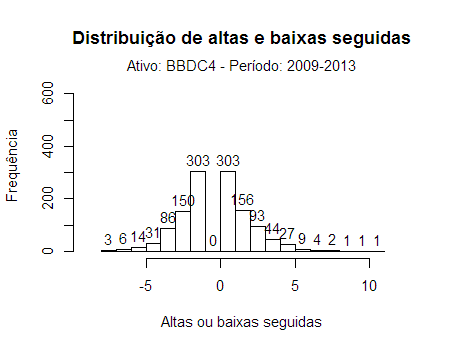 Distribuição de altas e baixas seguidas
Ativo: BBDC4 - Período: 2009-2013
Frequência
600
400
200
0
3 6 14 31 86 150 303 0 303 156 93 44 27 9 4 2 1 1 1
-5 0 5 10
Altas ou baixas seguidas